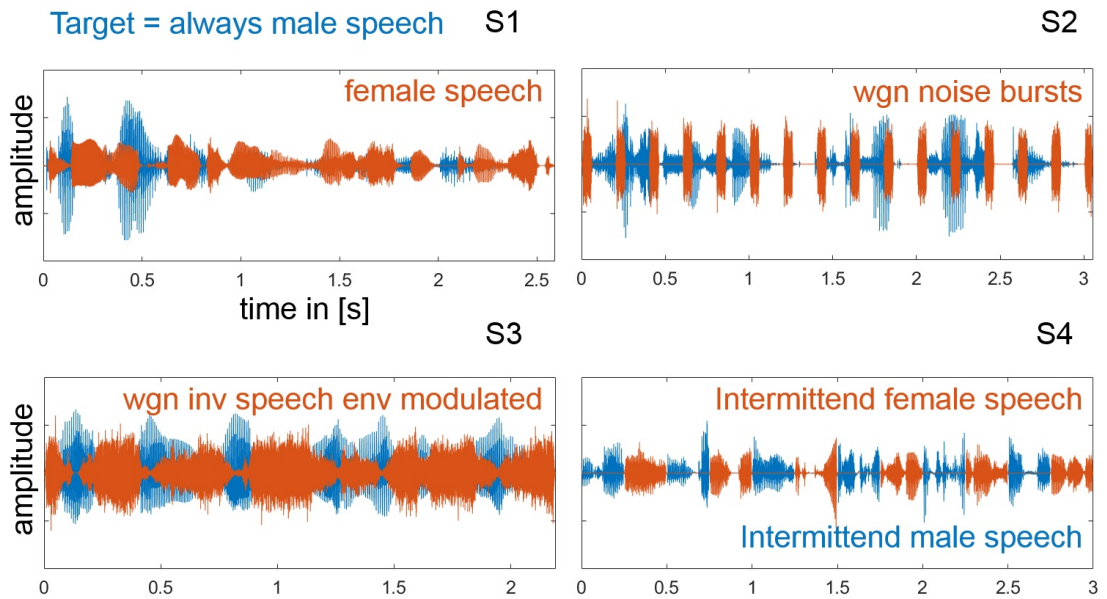 Target = always male speech S1
S2
amplitude
female speech
wgn noise bursts
0 0.5 1 1.5 2 2.5
0 0.5 1 1.5 2 2.5 3
time in [s]
S3
S4
amplitude
wgn inv speech env modulated
Intermittend female speech
Intermittend male speech
0 0.5 1 1.5 2
0 0.5 1 1.5 2 2.5 3